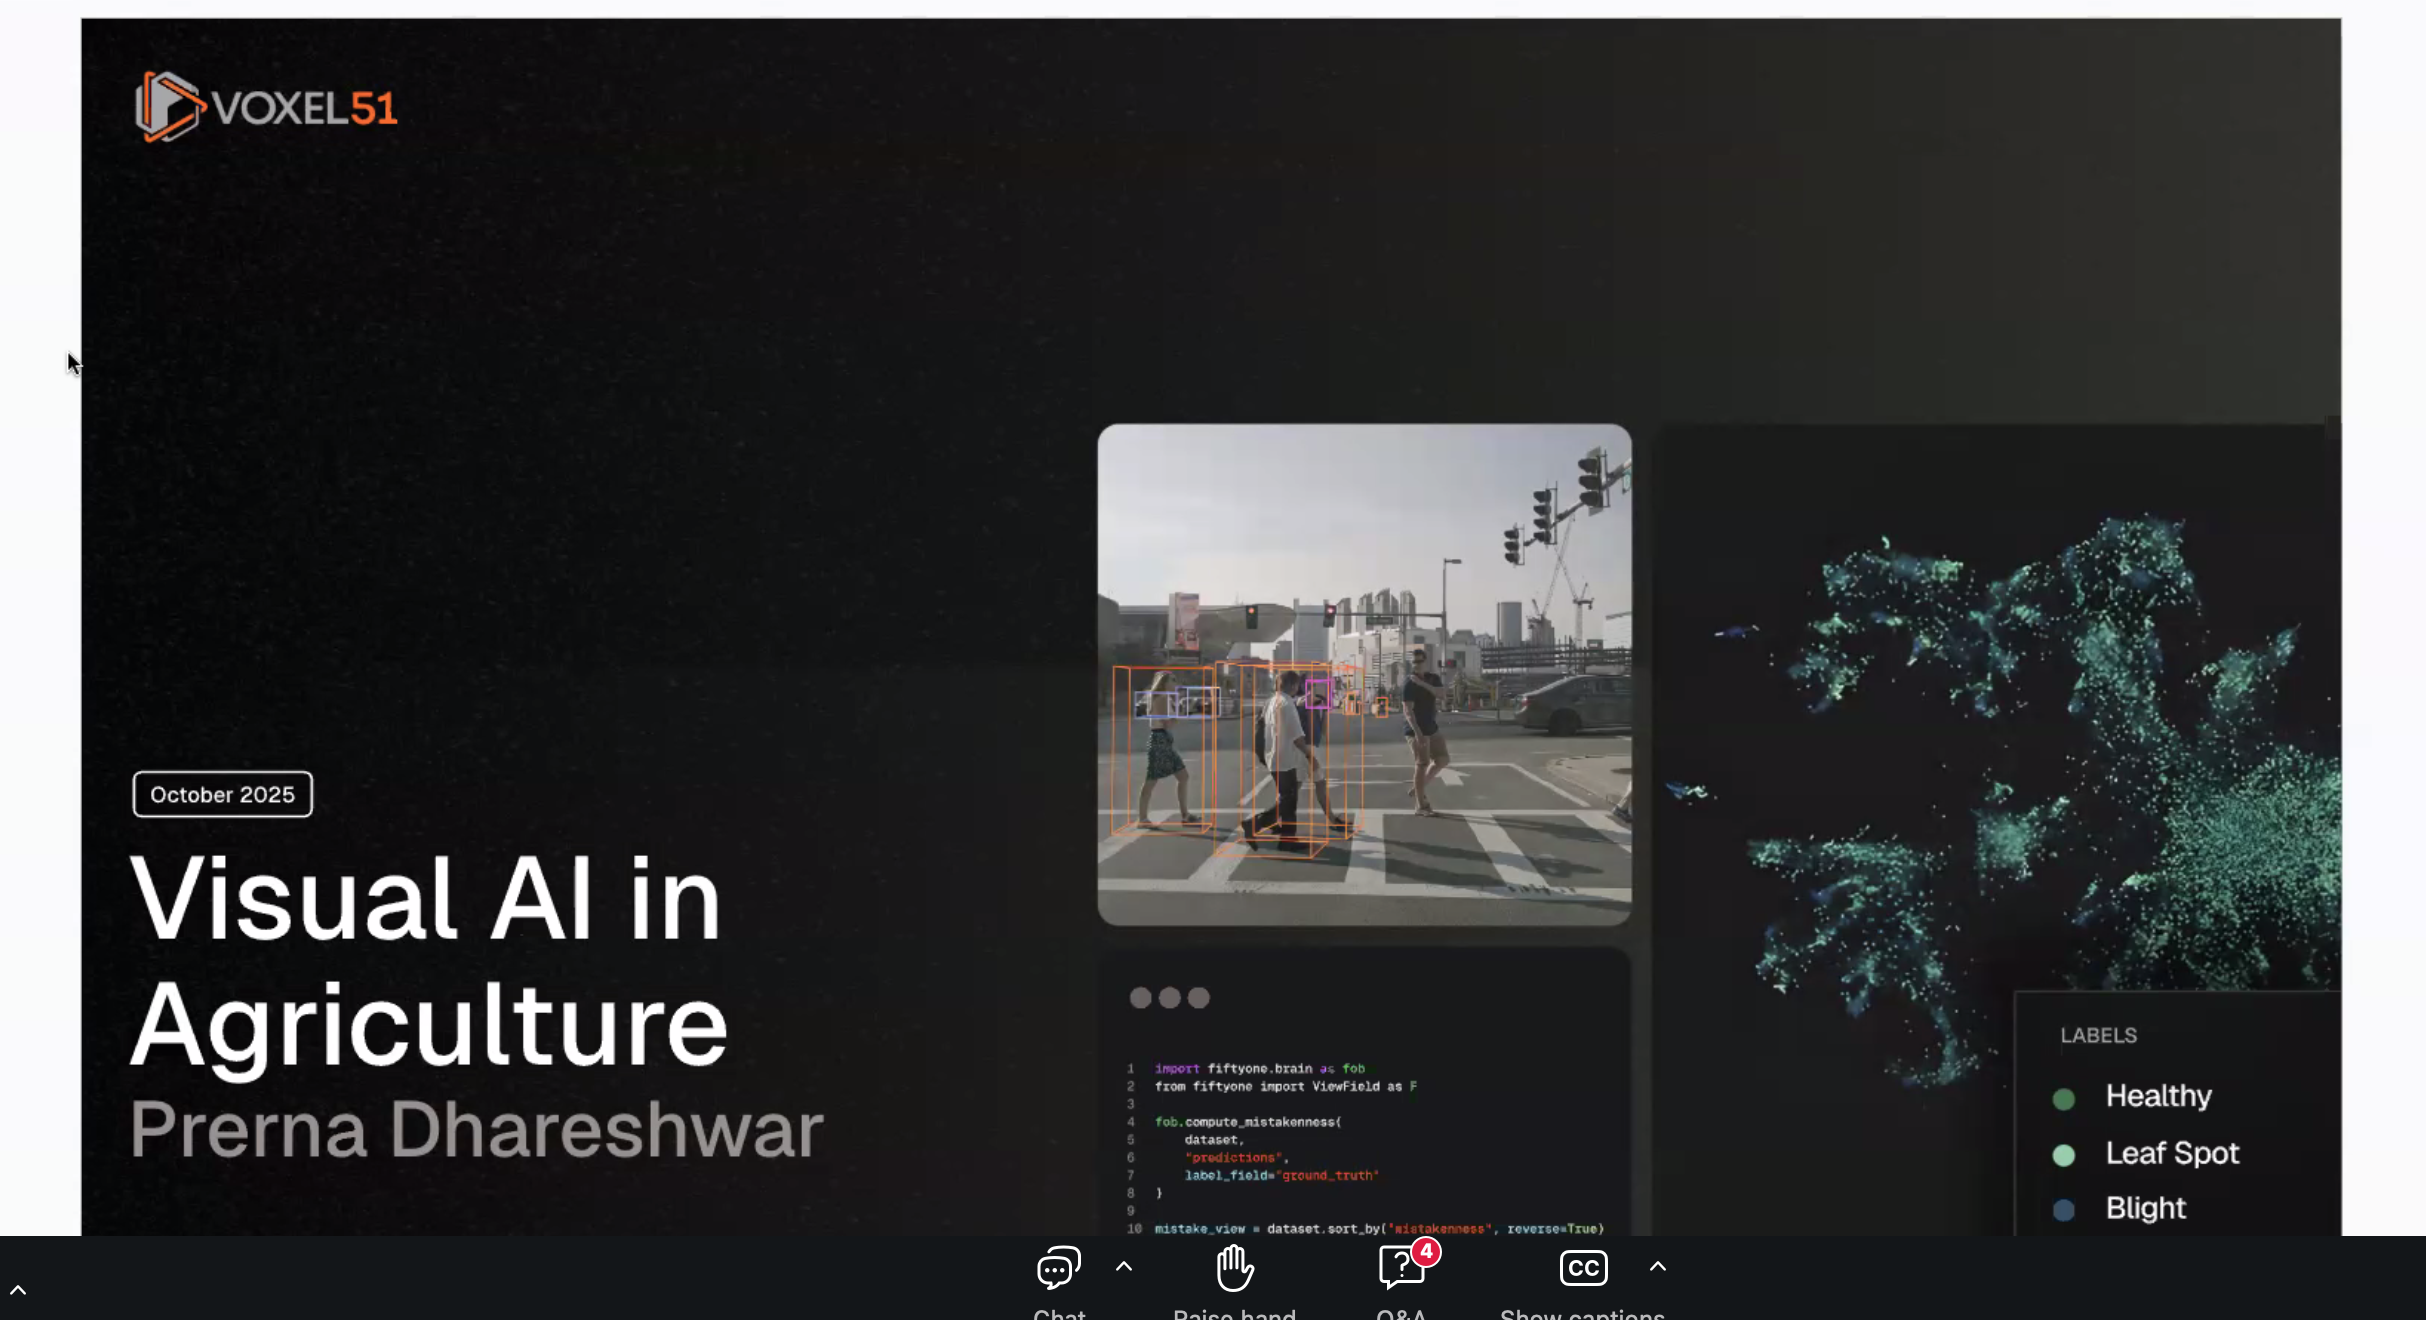 VOXEL51
October 2025
Visual AI in
Agriculture
Prerna Dhareshwar
1 import fiftyone.brain as fob
2 from fiftyone import ViewField as F
3
4 fob.compute_mistakenness(
5 dataset,
6 "predictions",
7 label_field="ground_truth"
8 )
9
10 mistake_view = dataset.sort_by("mistakenness", reverse=True)
LABELS
Healthy
Leaf Spot
Blight
4
CC
Chat
Raise hand
Q&A
Show captions